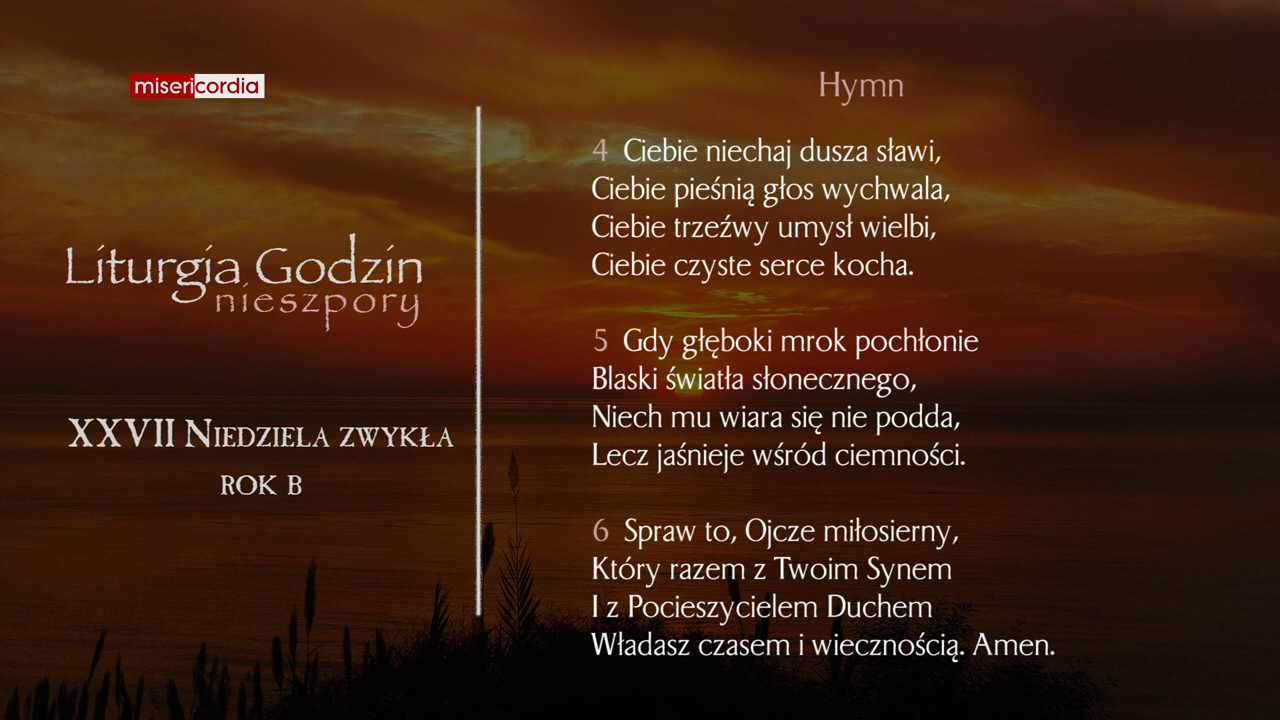 misericordia
Liturgia Godzin
nieszpory
XXVII Niedziela zwykła
rok B
Hymn
4 Ciebie niechaj dusza sławi,
Ciebie pieśnią głos wychwala,
Ciebie trzeźwy umysł wielbi,
Ciebie czyste serce kocha.
5 Gdy głęboki mrok pochłonie
Blaski światła słonecznego,
Niech mu wiara się nie podda,
Lecz jaśnieje wśród ciemności.
6 Spraw to, Ojcze miłosierny,
Który razem z Twoim Synem
I z Pocieszycielem Duchem
Władasz czasem i wiecznością. Amen.